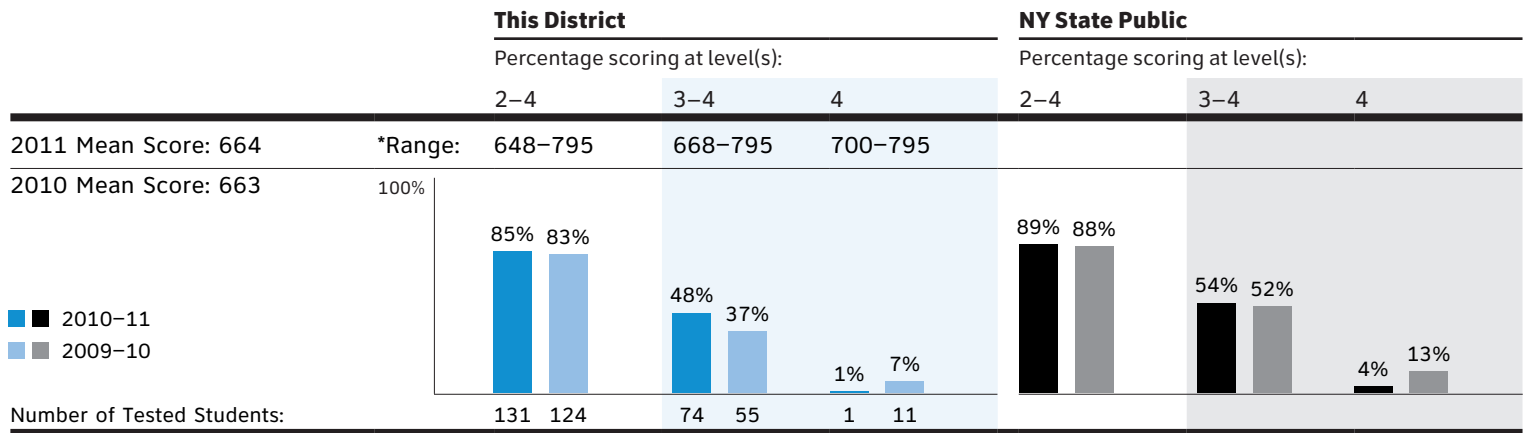 This District NY State Public
Percentage scoring at level(s): Percentage scoring at level(s):
2–4 3–4 4 2–4 3–4 4
2011 Mean Score: 664 *Range: 648–795 668–795 700–795
2010 Mean Score: 663 100%
85% 83% 89% 88%
48% 37% 54% 52%
1% 7% 4% 13%
2010–11
2009–10
Number of Tested Students: 131 124 74 55 1 11